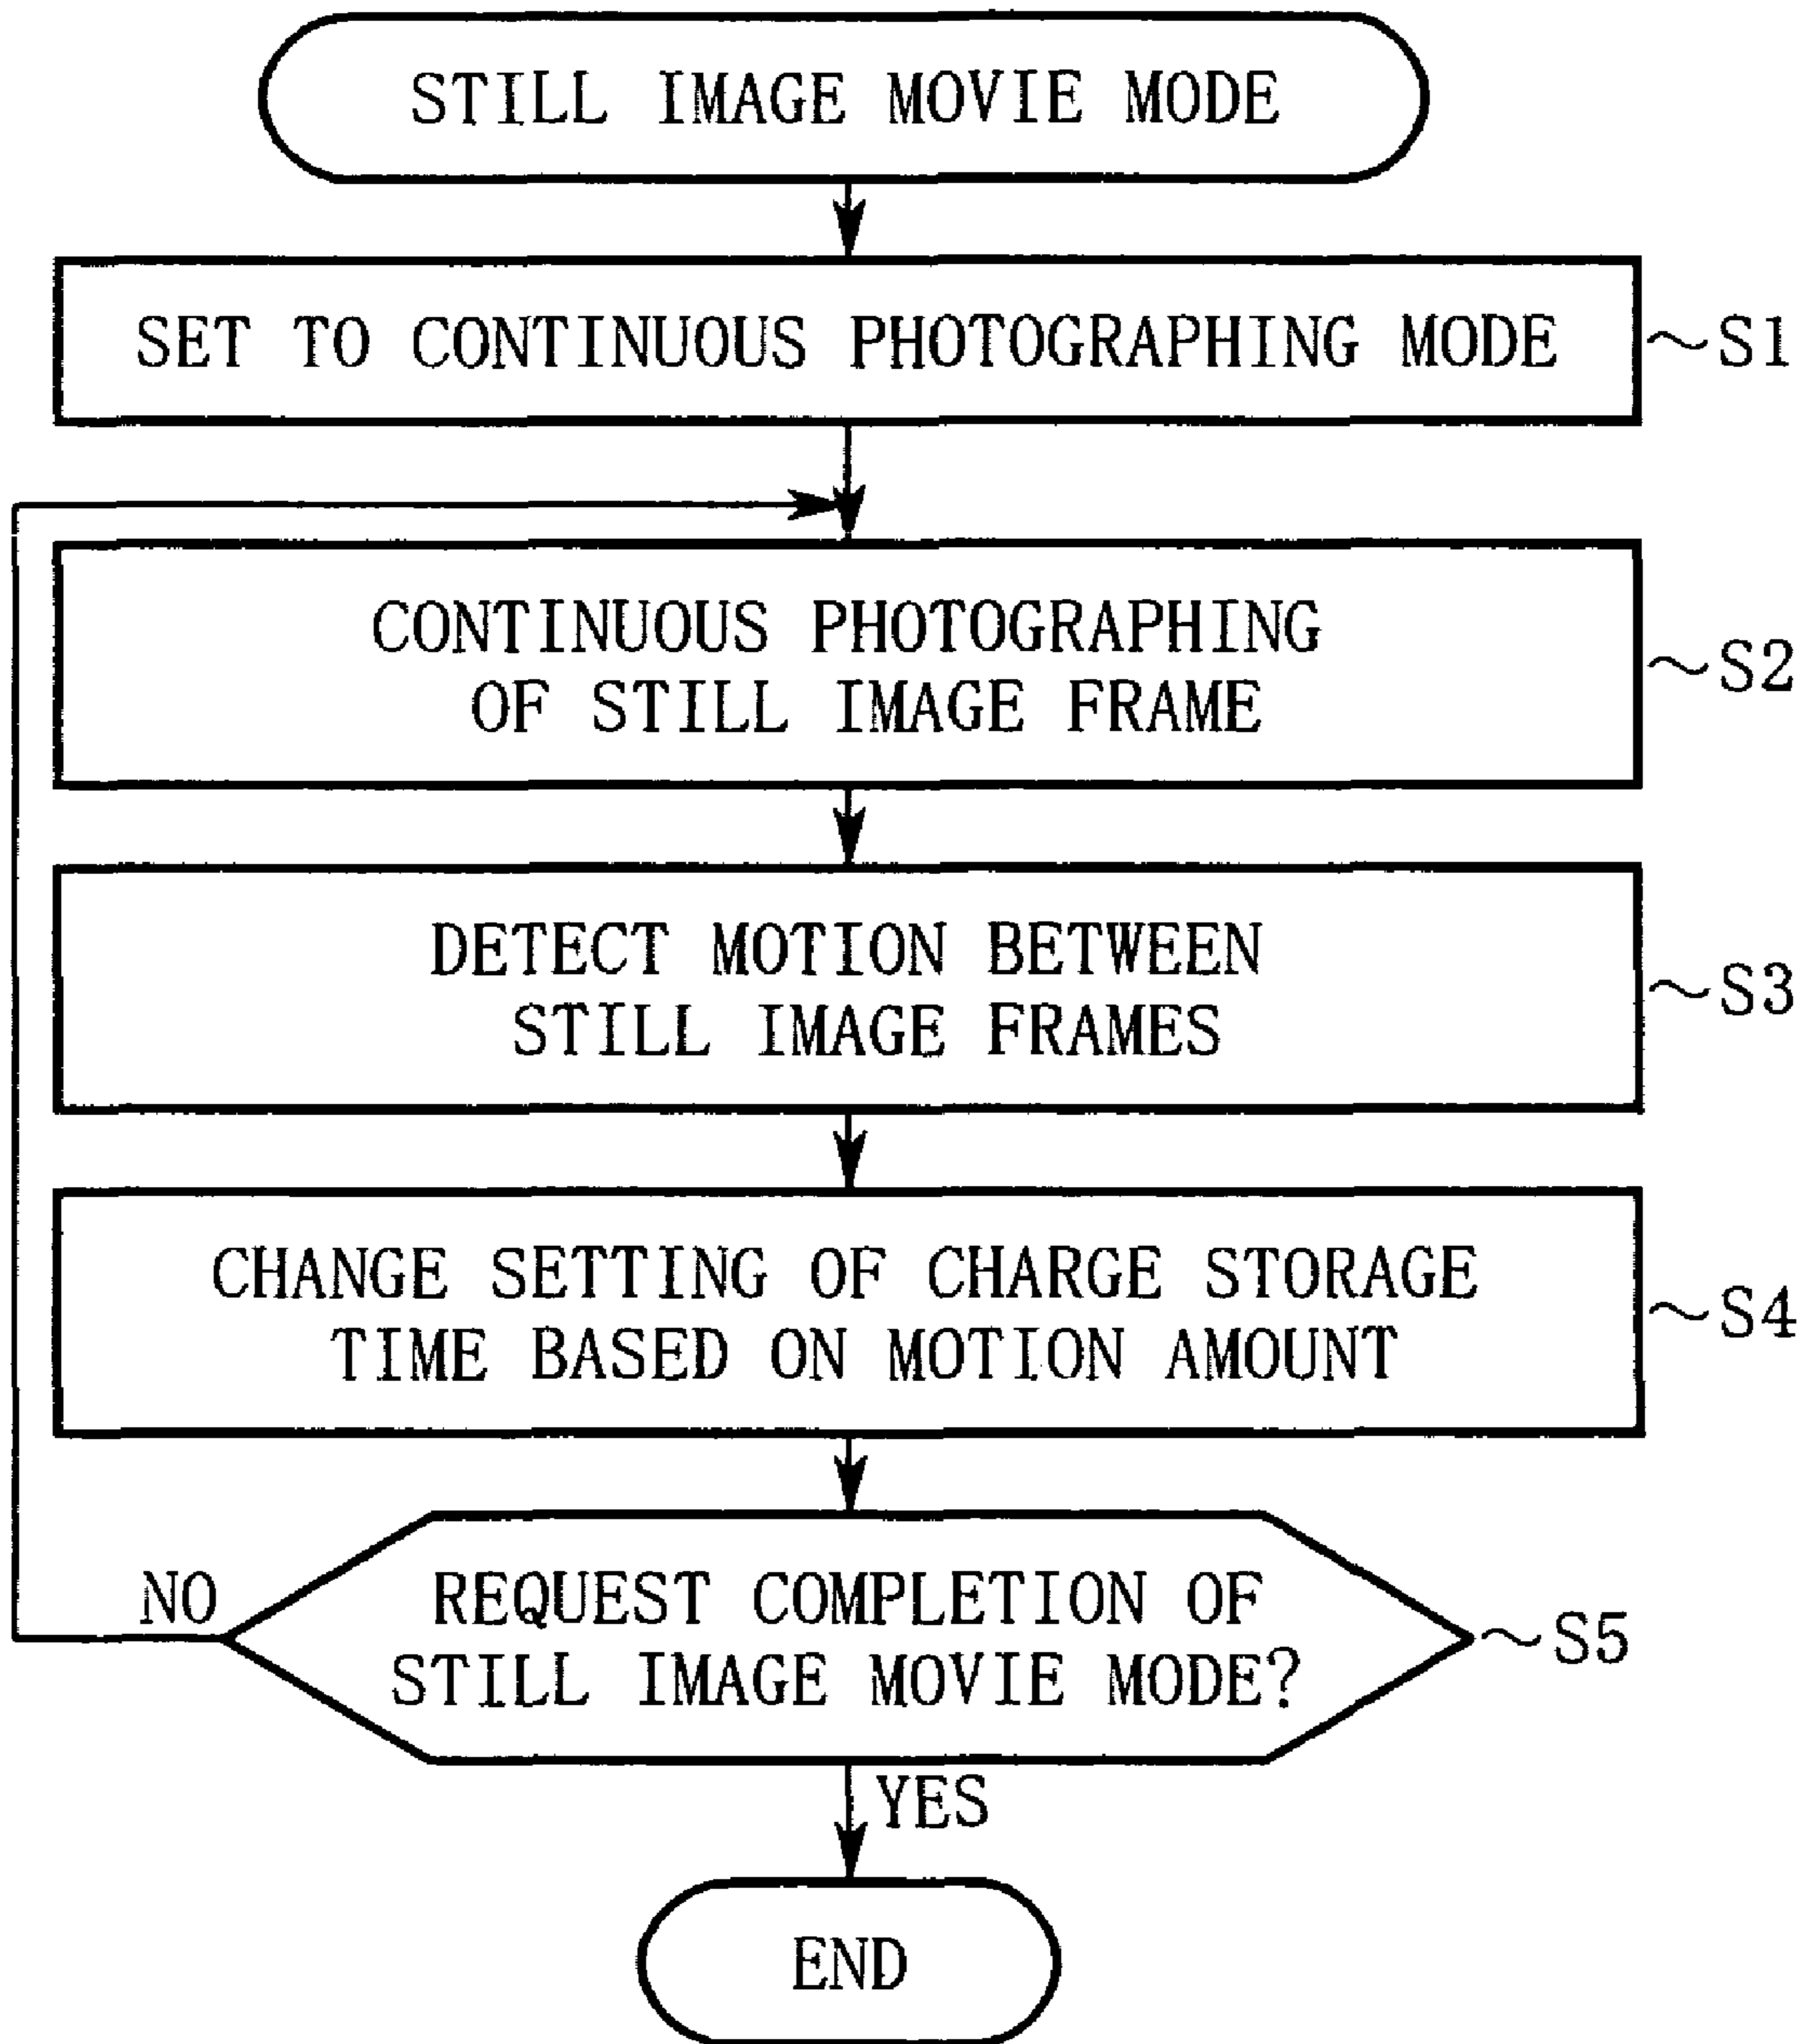 STILL IMAGE MOVIE MODE
SET TO CONTINUOUS PHOTOGRAPHING MODE
~S1
CONTINUOUS PHOTOGRAPHING
OF STILL IMAGE FRAME
~S2
DETECT MOTION BETWEEN
STILL IMAGE FRAMES
~S3
CHANGE SETTING OF CHARGE STORAGE
TIME BASED ON MOTION AMOUNT
~S4
NO
REQUEST COMPLETION OF
STILL IMAGE MOVIE MODE?
~S5
YES
END